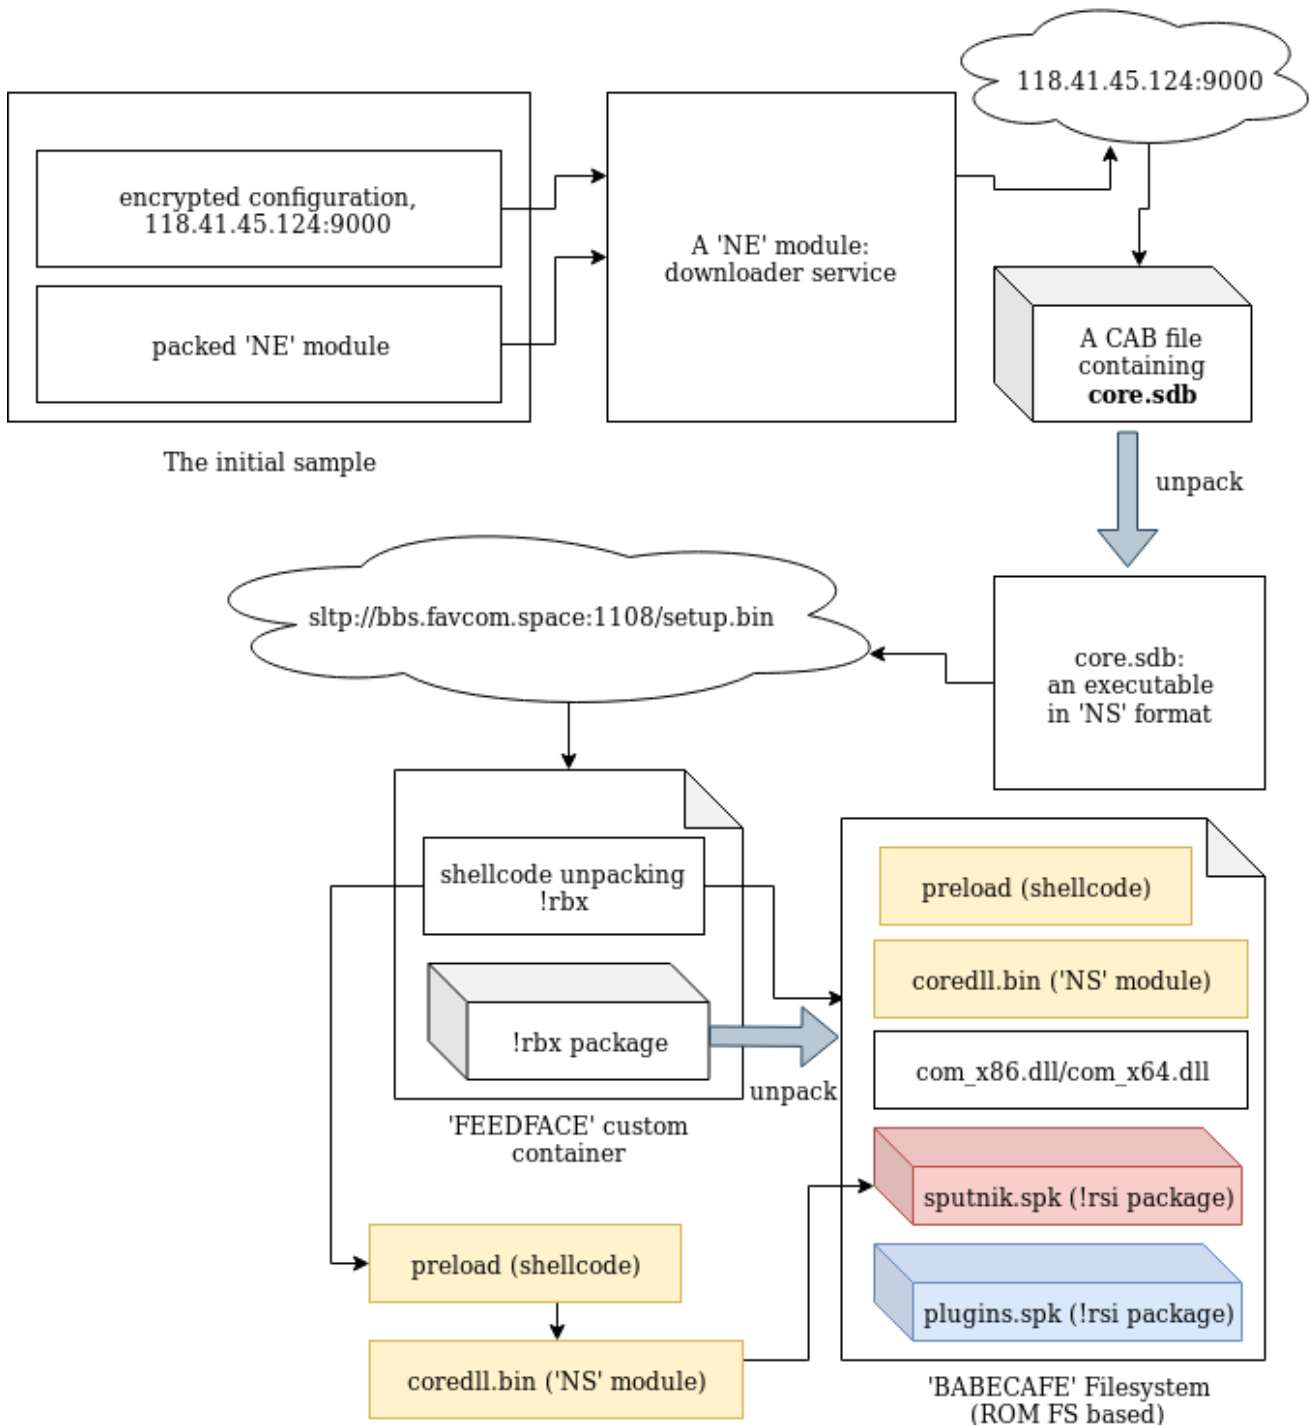 118.41.45.124:9000
encrypted configuration,
118.41.45.124:9000
packed 'NE' module
The initial sample
A 'NE' module:
downloader service
A CAB file
containing
core.sdb
unpack
core.sdb:
an executable
in 'NS' format
sltp://bbs.favcom.space:1108/setup.bin
shellcode unpacking
!rbx
!rbx package
unpack
'FEEDFACE' custom
container
preload (shellcode)
coredll.bin ('NS' module)
com_x86.dll/com_x64.dll
sputnik.spk (!rsi package)
plugins.spk (!rsi package)
'BABECAFE' Filesystem
(ROM FS based)
preload (shellcode)
coredll.bin ('NS' module)